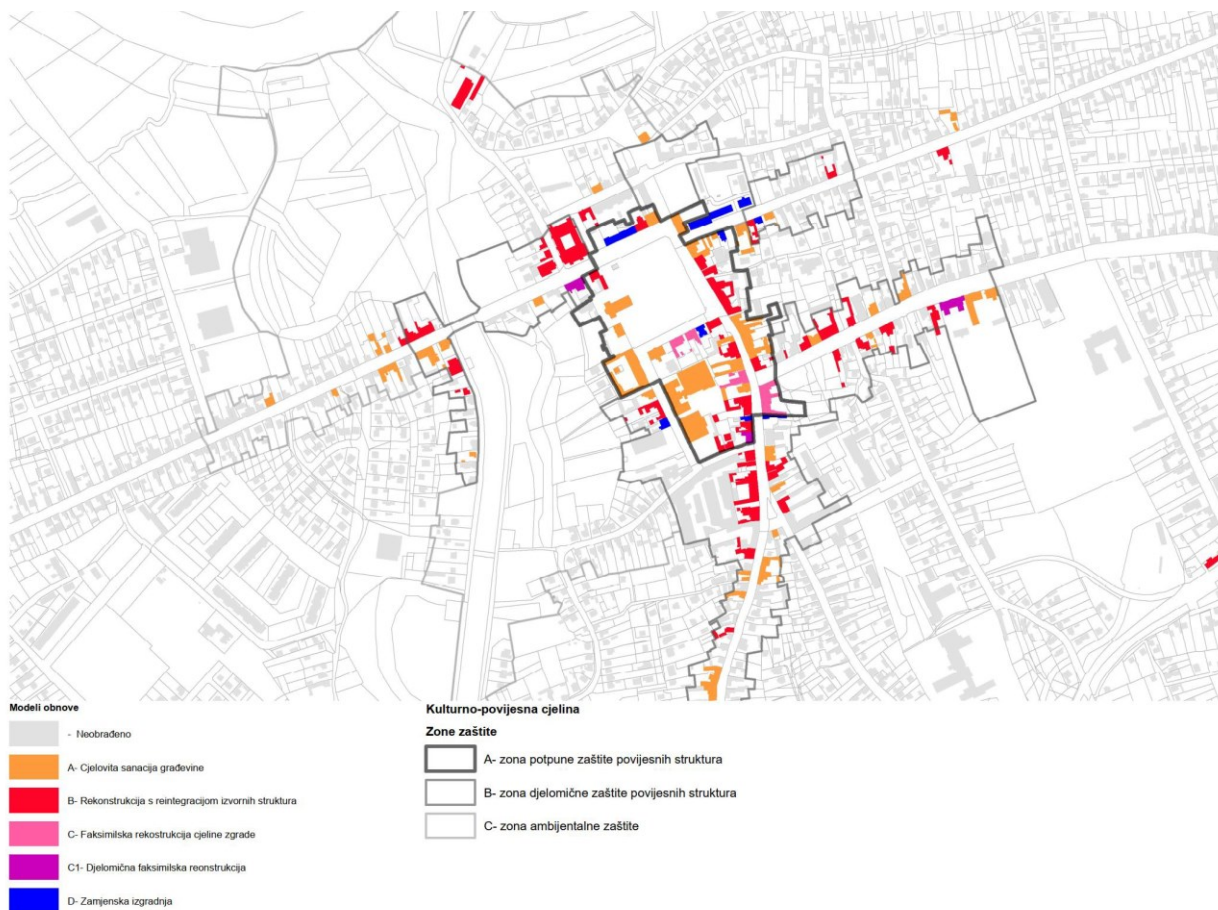 Modeli obnove
- Neobrađeno
A- Cjelovita sanacija građevine
B- Rekonstrukcija s reintegracijom izvornih struktura
C- Faksimilska rekostrukcija cjeline zgrade
C1- Djelomična faksimilska reonstrukcija
D- Zamjenska izgradnja
Kulturno-povijesna cjelina
Zone zaštite
A- zona potpune zaštite povijesnih struktura
B- zona djelomične zaštite povijesnih struktura
C- zona ambijentalne zaštite